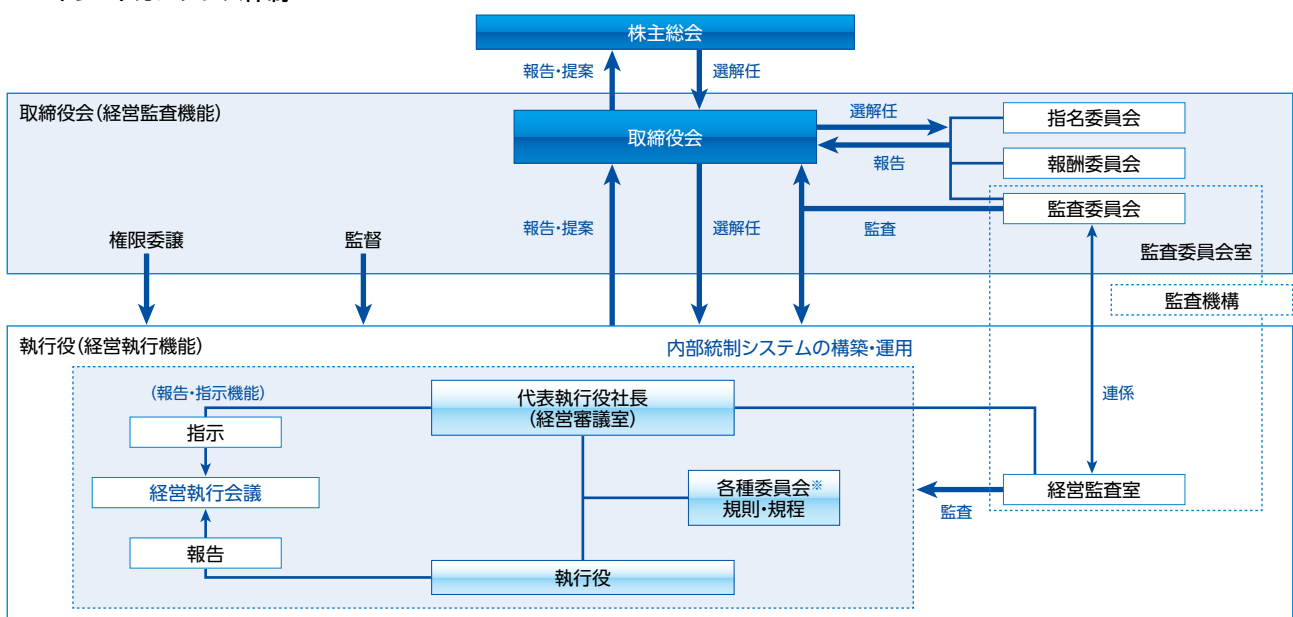 株主総会
報告・提案
選解任
取締役会(経営監査機能)
取締役会
選解任
報告
指名委員会
報酬委員会
監査委員会
権限委譲
監督
報告・提案
選解任
監査
監査委員会室
監査機構
執行役(経営執行機能)
内部統制システムの構築・運用
(報告・指示機能)
代表執行役社長
(経営審議室)
連係
指示
経営執行会議
各種委員会※
規則・規程
経営監査室
監査
報告
執行役